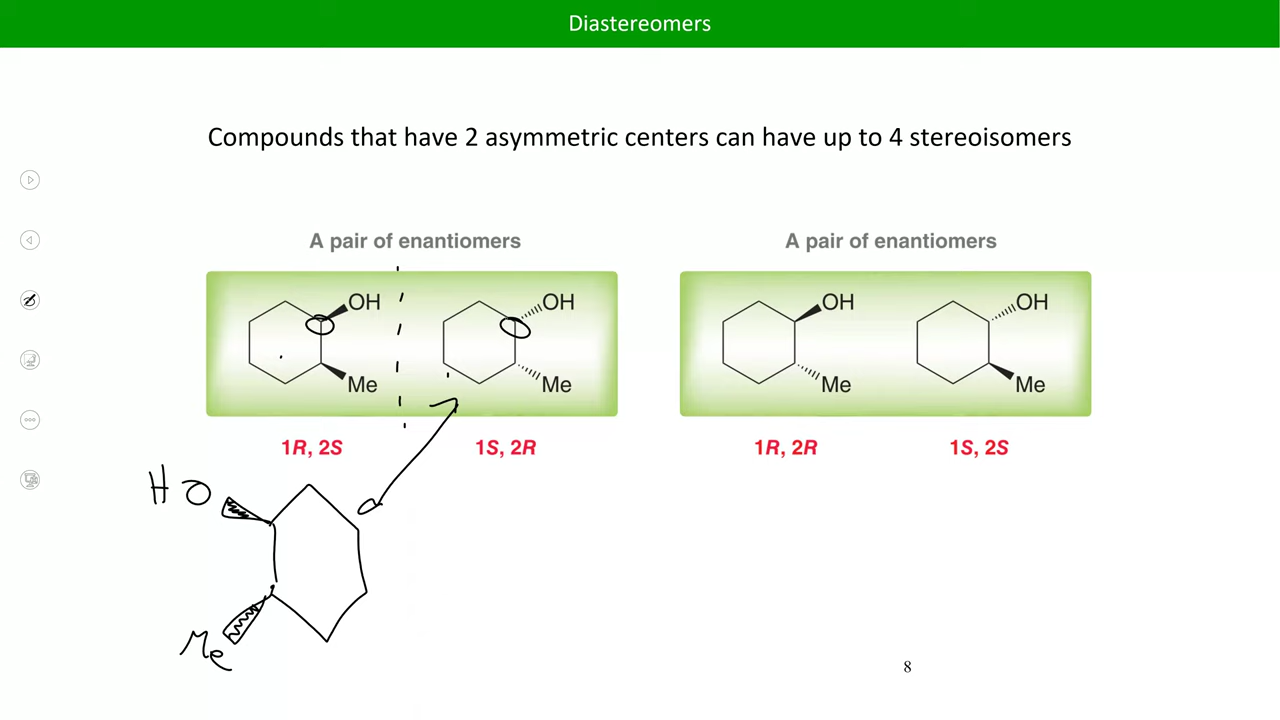 Diastereomers
Compounds that have 2 asymmetric centers can have up to 4 stereoisomers
A pair of enantiomers
A pair of enantiomers
OH
OH
OH
OH
Me
Me
Me
Me
1R, 2S
1S, 2R
1R, 2R
1S, 2S
HO
Me
8